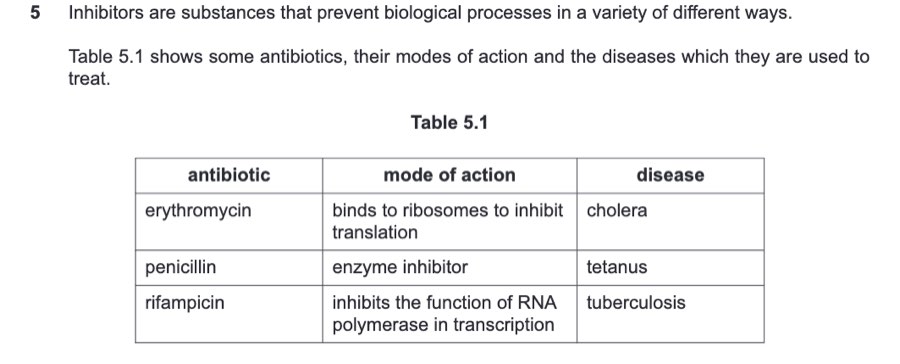 5 Inhibitors are substances that prevent biological processes in a variety of different ways.
Table 5.1 shows some antibiotics, their modes of action and the diseases which they are used to
treat.
Table 5.1
antibiotic mode of action disease
erythromycin binds to ribosomes to inhibit cholera
translation
penicillin enzyme inhibitor tetanus
rifampicin inhibits the function of RNA tuberculosis
polymerase in transcription